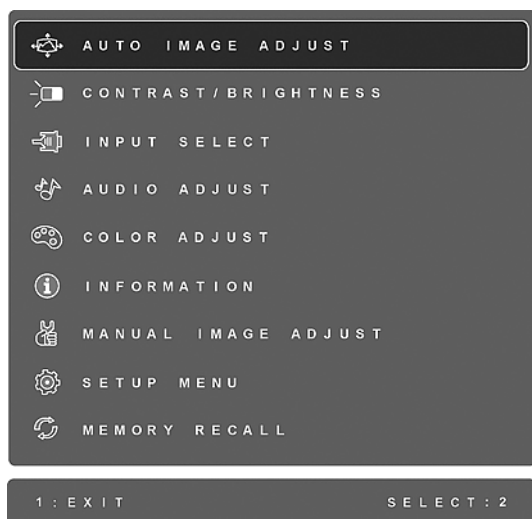 AUTO IMAGE ADJUST
CONTRAST/BRIGHTNESS
INPUT SELECT
AUDIO ADJUST
COLOR ADJUST
INFORMATION
MANUAL IMAGE ADJUST
SETUP MENU
MEMORY RECALL
1:EXIT SELECT:2